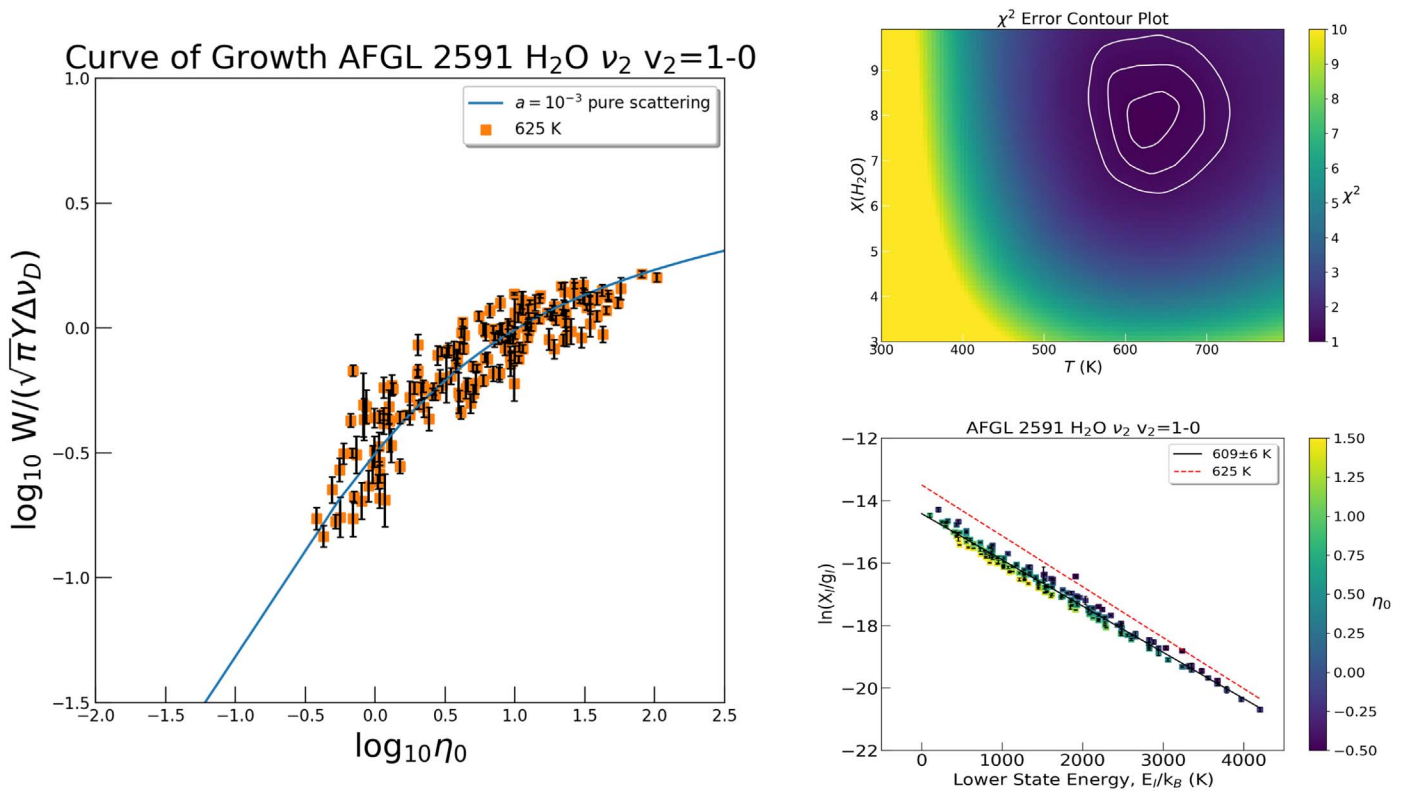 Curve of Growth AFGL 2591 H₂O ν₂ v₂=1-0
1.0
0.5
0.0
−0.5
−1.0
−1.5
log₁₀ W/(√πYΔν_D)
a = 10⁻³ pure scattering
625 K
−2.0 −1.5 −1.0 −0.5 0.0 0.5 1.0 1.5 2.0 2.5
log₁₀η₀
χ² Error Contour Plot
9
8
7
6
5
4
3
X(H₂O)
300 400 500 600 700
T (K)
10
9
8
7
6
5
4
3
2
1
χ²
AFGL 2591 H₂O ν₂ v₂=1-0
−12
−14
−16
−18
−20
−22
ln(X_l/g_l)
609±6 K
625 K
0 1000 2000 3000 4000
Lower State Energy, E_l/k_B (K)
1.50
1.25
1.00
0.75
0.50
0.25
0.00
−0.25
−0.50
η₀